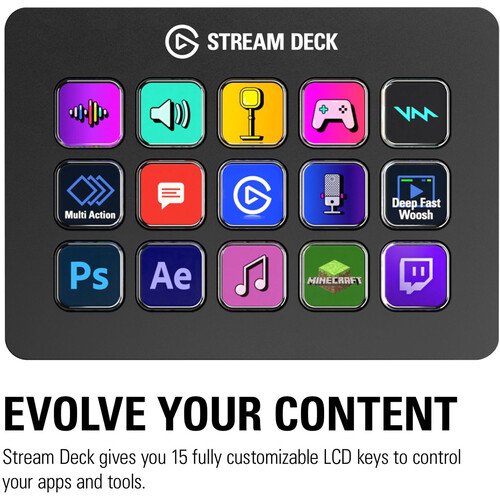 STREAM DECK
VM
Multi Action
Deep Fast
Woosh
Ps
Ae
MINECRAFT
EVOLVE YOUR CONTENT
Stream Deck gives you 15 fully customizable LCD keys to control
your apps and tools.